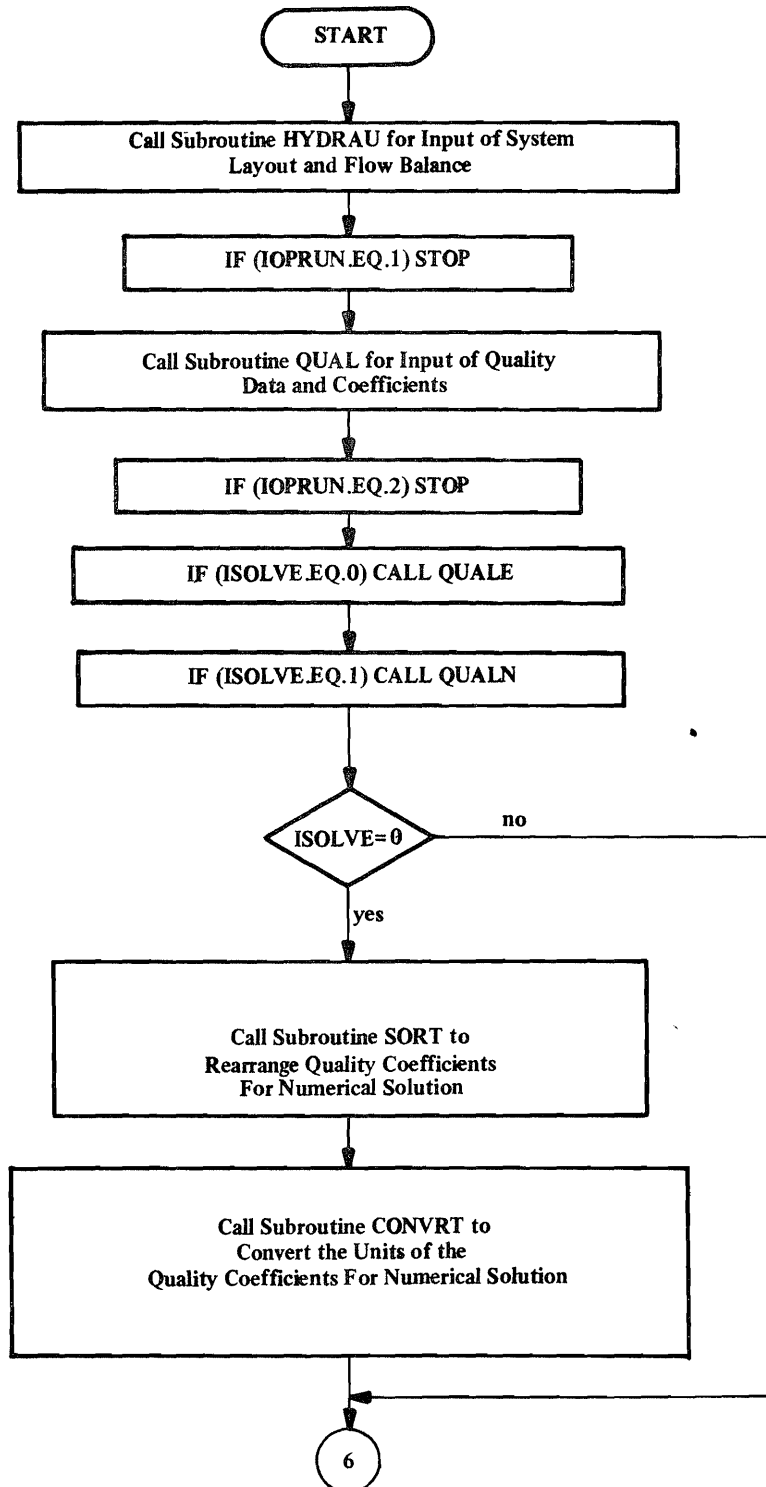 START
Call Subroutine HYDRAU for Input of System
Layout and Flow Balance
IF (IOPRUN.EQ.1) STOP
Call Subroutine QUAL for Input of Quality
Data and Coefficients
IF (IOPRUN.EQ.2) STOP
IF (ISOLVE.EQ.0) CALL QUALE
IF (ISOLVE.EQ.1) CALL QUALN
ISOLVE=0
no
yes
Call Subroutine SORT to
Rearrange Quality Coefficients
For Numerical Solution
Call Subroutine CONVRT to
Convert the Units of the
Quality Coefficients For Numerical Solution
6